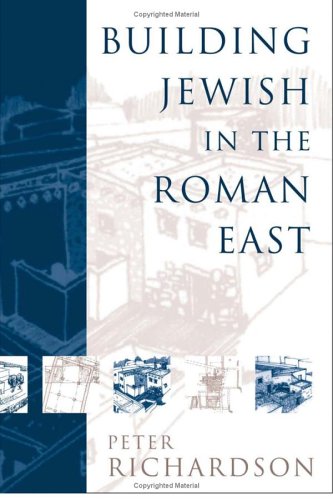 Copyrighted Material
BUILDING
JEWISH
IN THE
ROMAN
EAST
PETER
RICHARDSON
Copyrighted Material